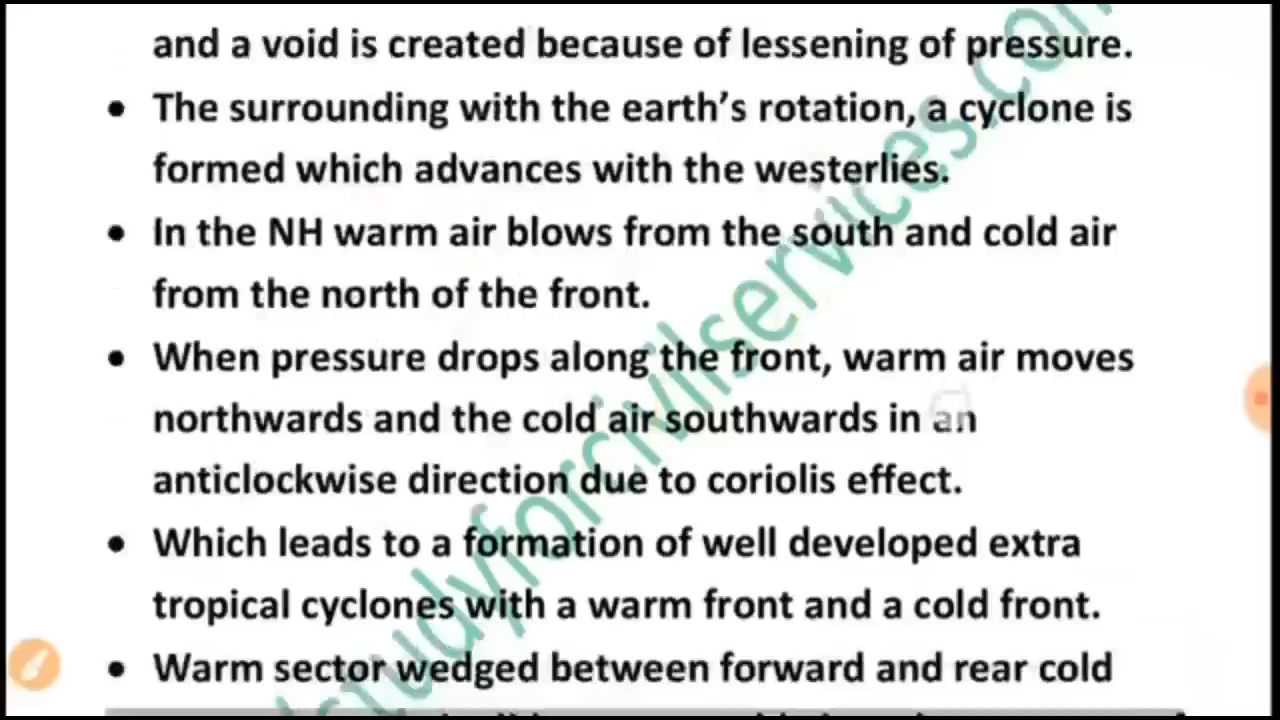 and a void is created because of lessening of pressure.
• The surrounding with the earth's rotation, a cyclone is
formed which advances with the westerlies.
• In the NH warm air blows from the south and cold air
from the north of the front.
• When pressure drops along the front, warm air moves
northwards and the cold air southwards in an
anticlockwise direction due to coriolis effect.
• Which leads to a formation of well developed extra
tropical cyclones with a warm front and a cold front.
• Warm sector wedged between forward and rear cold
studyforcivilservices.com